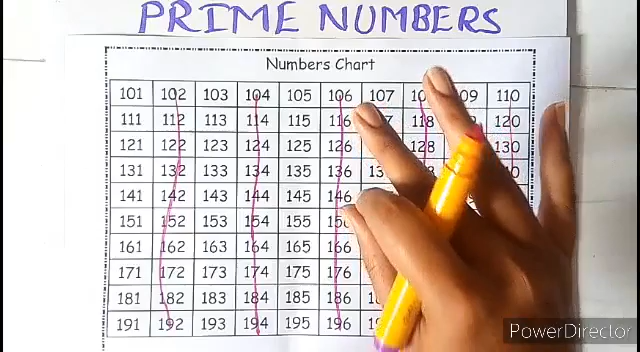 PRIME NUMBERS
Numbers Chart
101 102 103 104 105 106 107 110
111 112 113 114 115 116 118 120
121 122 123 124 125 126 128 130
131 132 133 134 135 136
141 142 143 144 145 146
151 152 153 154 155
161 162 163 164 165 166
171 172 173 174 175 176
181 182 183 184 185 186
191 192 193 194 195 196
PowerDirector